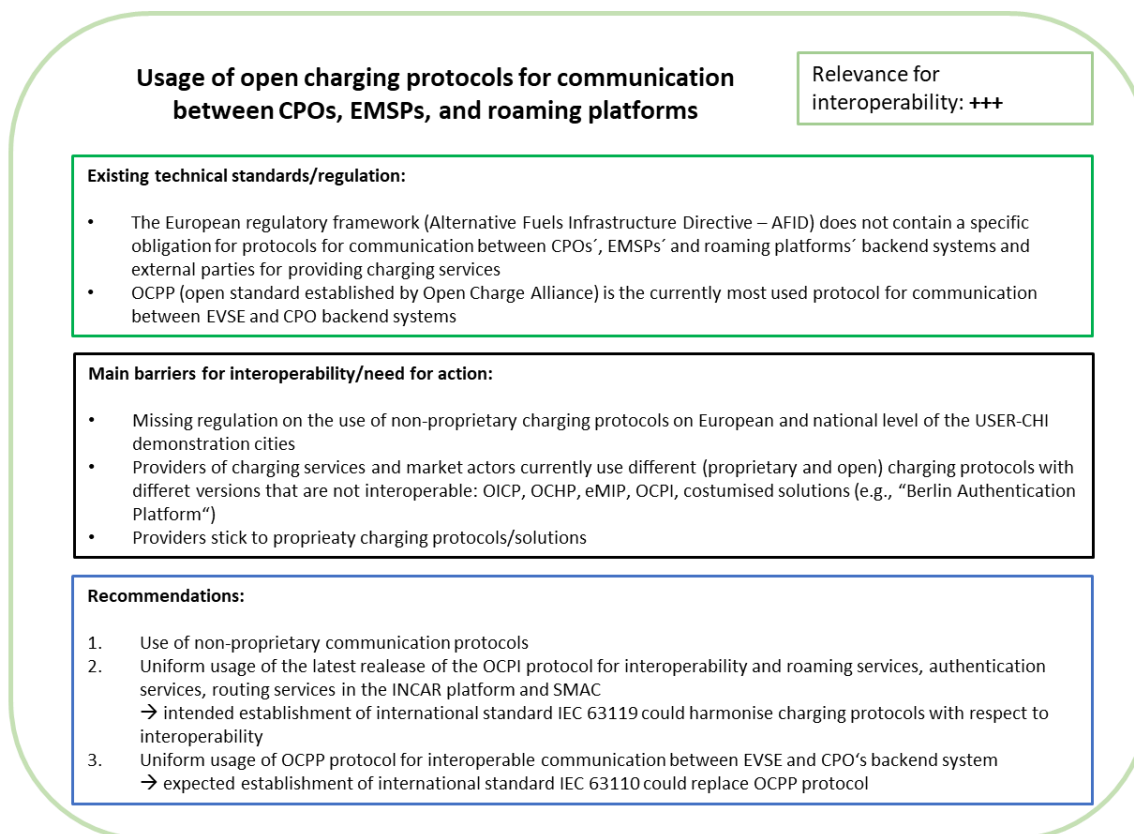 Usage of open charging protocols for communication
between CPOs, EMSPs, and roaming platforms
Relevance for
interoperability: +++
Existing technical standards/regulation:
• The European regulatory framework (Alternative Fuels Infrastructure Directive – AFID) does not contain a specific
obligation for protocols for communication between CPOs´, EMSPs´ and roaming platforms´ backend systems and
external parties for providing charging services
• OCPP (open standard established by Open Charge Alliance) is the currently most used protocol for communication
between EVSE and CPO backend systems
Main barriers for interoperability/need for action:
• Missing regulation on the use of non-proprietary charging protocols on European and national level of the USER-CHI
demonstration cities
• Providers of charging services and market actors currently use different (proprietary and open) charging protocols with
differet versions that are not interoperable: OICP, OCHP, eMIP, OCPI, costumised solutions (e.g., “Berlin Authentication
Platform“)
• Providers stick to proprieaty charging protocols/solutions
Recommendations:
1. Use of non-proprietary communication protocols
2. Uniform usage of the latest realease of the OCPI protocol for interoperability and roaming services, authentication
services, routing services in the INCAR platform and SMAC
→ intended establishment of international standard IEC 63119 could harmonise charging protocols with respect to
interoperability
3. Uniform usage of OCPP protocol for interoperable communication between EVSE and CPO‘s backend system
→ expected establishment of international standard IEC 63110 could replace OCPP protocol